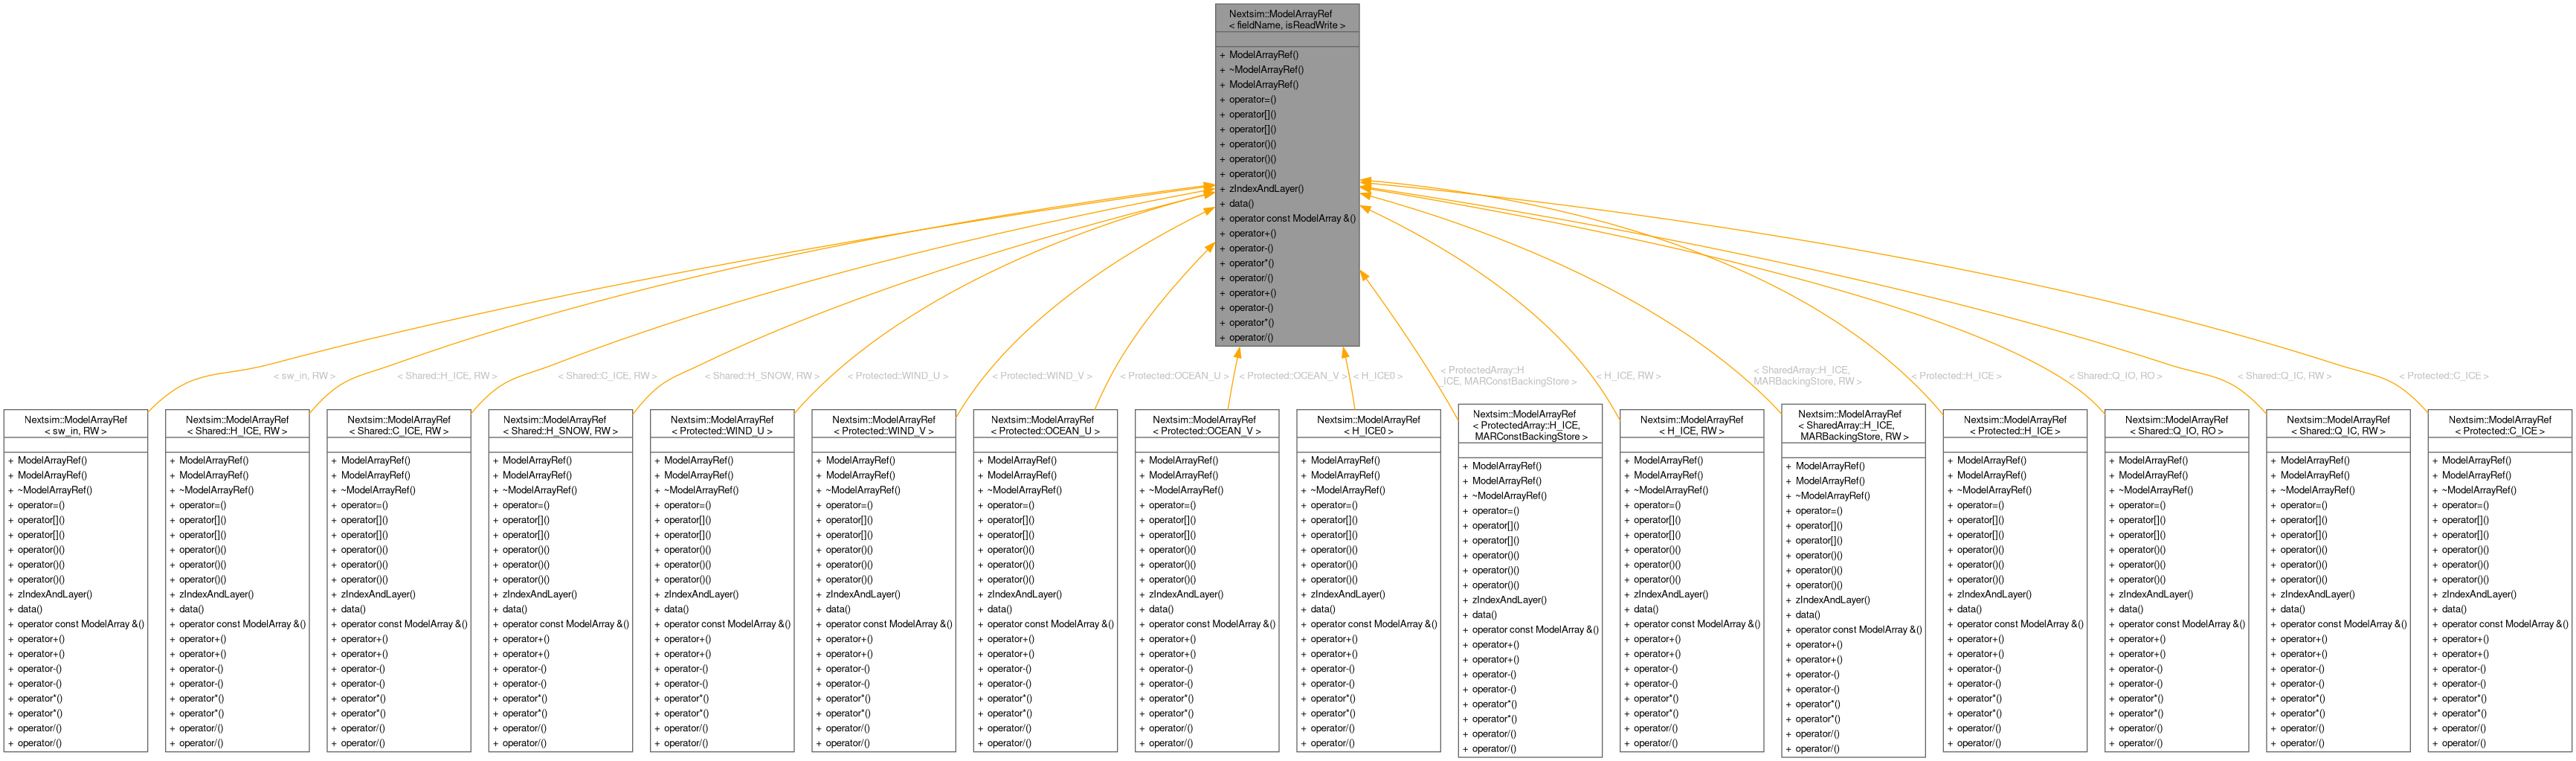 Nextsim::ModelArrayRef
< fieldName, isReadWrite >
+ ModelArrayRef()
+ ~ModelArrayRef()
+ ModelArrayRef()
+ operator=()
+ operator[]()
+ operator[]()
+ operator()()
+ operator()()
+ operator()()
+ zIndexAndLayer()
+ data()
+ operator const ModelArray &()
+ operator+()
+ operator-()
+ operator*()
+ operator/()
+ operator+()
+ operator-()
+ operator*()
+ operator/()
< sw_in, RW >
< Shared::H_ICE, RW >
< Shared::C_ICE, RW >
< Shared::H_SNOW, RW >
< Protected::WIND_U >
< Protected::WIND_V >
< Protected::OCEAN_U >
< Protected::OCEAN_V >
< H_ICE0 >
< ProtectedArray::H
_ICE, MARConstBackingStore >
< H_ICE, RW >
< SharedArray::H_ICE,
MARBackingStore, RW >
< Protected::H_ICE >
< Shared::Q_IO, RO >
< Shared::Q_IC, RW >
< Protected::C_ICE >
Nextsim::ModelArrayRef
< sw_in, RW >
+ ModelArrayRef()
+ ModelArrayRef()
+ ~ModelArrayRef()
+ operator=()
+ operator[]()
+ operator[]()
+ operator()()
+ operator()()
+ operator()()
+ zIndexAndLayer()
+ data()
+ operator const ModelArray &()
+ operator+()
+ operator+()
+ operator-()
+ operator-()
+ operator*()
+ operator*()
+ operator/()
+ operator/()
Nextsim::ModelArrayRef
< Shared::H_ICE, RW >
+ ModelArrayRef()
+ ModelArrayRef()
+ ~ModelArrayRef()
+ operator=()
+ operator[]()
+ operator[]()
+ operator()()
+ operator()()
+ operator()()
+ zIndexAndLayer()
+ data()
+ operator const ModelArray &()
+ operator+()
+ operator+()
+ operator-()
+ operator-()
+ operator*()
+ operator*()
+ operator/()
+ operator/()
Nextsim::ModelArrayRef
< Shared::C_ICE, RW >
+ ModelArrayRef()
+ ModelArrayRef()
+ ~ModelArrayRef()
+ operator=()
+ operator[]()
+ operator[]()
+ operator()()
+ operator()()
+ operator()()
+ zIndexAndLayer()
+ data()
+ operator const ModelArray &()
+ operator+()
+ operator+()
+ operator-()
+ operator-()
+ operator*()
+ operator*()
+ operator/()
+ operator/()
Nextsim::ModelArrayRef
< Shared::H_SNOW, RW >
+ ModelArrayRef()
+ ModelArrayRef()
+ ~ModelArrayRef()
+ operator=()
+ operator[]()
+ operator[]()
+ operator()()
+ operator()()
+ operator()()
+ zIndexAndLayer()
+ data()
+ operator const ModelArray &()
+ operator+()
+ operator+()
+ operator-()
+ operator-()
+ operator*()
+ operator*()
+ operator/()
+ operator/()
Nextsim::ModelArrayRef
< Protected::WIND_U >
+ ModelArrayRef()
+ ModelArrayRef()
+ ~ModelArrayRef()
+ operator=()
+ operator[]()
+ operator[]()
+ operator()()
+ operator()()
+ operator()()
+ zIndexAndLayer()
+ data()
+ operator const ModelArray &()
+ operator+()
+ operator+()
+ operator-()
+ operator-()
+ operator*()
+ operator*()
+ operator/()
+ operator/()
Nextsim::ModelArrayRef
< Protected::WIND_V >
+ ModelArrayRef()
+ ModelArrayRef()
+ ~ModelArrayRef()
+ operator=()
+ operator[]()
+ operator[]()
+ operator()()
+ operator()()
+ operator()()
+ zIndexAndLayer()
+ data()
+ operator const ModelArray &()
+ operator+()
+ operator+()
+ operator-()
+ operator-()
+ operator*()
+ operator*()
+ operator/()
+ operator/()
Nextsim::ModelArrayRef
< Protected::OCEAN_U >
+ ModelArrayRef()
+ ModelArrayRef()
+ ~ModelArrayRef()
+ operator=()
+ operator[]()
+ operator[]()
+ operator()()
+ operator()()
+ operator()()
+ zIndexAndLayer()
+ data()
+ operator const ModelArray &()
+ operator+()
+ operator+()
+ operator-()
+ operator-()
+ operator*()
+ operator*()
+ operator/()
+ operator/()
Nextsim::ModelArrayRef
< Protected::OCEAN_V >
+ ModelArrayRef()
+ ModelArrayRef()
+ ~ModelArrayRef()
+ operator=()
+ operator[]()
+ operator[]()
+ operator()()
+ operator()()
+ operator()()
+ zIndexAndLayer()
+ data()
+ operator const ModelArray &()
+ operator+()
+ operator+()
+ operator-()
+ operator-()
+ operator*()
+ operator*()
+ operator/()
+ operator/()
Nextsim::ModelArrayRef
< H_ICE0 >
+ ModelArrayRef()
+ ModelArrayRef()
+ ~ModelArrayRef()
+ operator=()
+ operator[]()
+ operator[]()
+ operator()()
+ operator()()
+ operator()()
+ zIndexAndLayer()
+ data()
+ operator const ModelArray &()
+ operator+()
+ operator+()
+ operator-()
+ operator-()
+ operator*()
+ operator*()
+ operator/()
+ operator/()
Nextsim::ModelArrayRef
< ProtectedArray::H_ICE,
MARConstBackingStore >
+ ModelArrayRef()
+ ModelArrayRef()
+ ~ModelArrayRef()
+ operator=()
+ operator[]()
+ operator[]()
+ operator()()
+ operator()()
+ operator()()
+ zIndexAndLayer()
+ data()
+ operator const ModelArray &()
+ operator+()
+ operator+()
+ operator-()
+ operator-()
+ operator*()
+ operator*()
+ operator/()
+ operator/()
Nextsim::ModelArrayRef
< H_ICE, RW >
+ ModelArrayRef()
+ ModelArrayRef()
+ ~ModelArrayRef()
+ operator=()
+ operator[]()
+ operator[]()
+ operator()()
+ operator()()
+ operator()()
+ zIndexAndLayer()
+ data()
+ operator const ModelArray &()
+ operator+()
+ operator+()
+ operator-()
+ operator-()
+ operator*()
+ operator*()
+ operator/()
+ operator/()
Nextsim::ModelArrayRef
< SharedArray::H_ICE,
MARBackingStore, RW >
+ ModelArrayRef()
+ ModelArrayRef()
+ ~ModelArrayRef()
+ operator=()
+ operator[]()
+ operator[]()
+ operator()()
+ operator()()
+ operator()()
+ zIndexAndLayer()
+ data()
+ operator const ModelArray &()
+ operator+()
+ operator+()
+ operator-()
+ operator-()
+ operator*()
+ operator*()
+ operator/()
+ operator/()
Nextsim::ModelArrayRef
< Protected::H_ICE >
+ ModelArrayRef()
+ ModelArrayRef()
+ ~ModelArrayRef()
+ operator=()
+ operator[]()
+ operator[]()
+ operator()()
+ operator()()
+ operator()()
+ zIndexAndLayer()
+ data()
+ operator const ModelArray &()
+ operator+()
+ operator+()
+ operator-()
+ operator-()
+ operator*()
+ operator*()
+ operator/()
+ operator/()
Nextsim::ModelArrayRef
< Shared::Q_IO, RO >
+ ModelArrayRef()
+ ModelArrayRef()
+ ~ModelArrayRef()
+ operator=()
+ operator[]()
+ operator[]()
+ operator()()
+ operator()()
+ operator()()
+ zIndexAndLayer()
+ data()
+ operator const ModelArray &()
+ operator+()
+ operator+()
+ operator-()
+ operator-()
+ operator*()
+ operator*()
+ operator/()
+ operator/()
Nextsim::ModelArrayRef
< Shared::Q_IC, RW >
+ ModelArrayRef()
+ ModelArrayRef()
+ ~ModelArrayRef()
+ operator=()
+ operator[]()
+ operator[]()
+ operator()()
+ operator()()
+ operator()()
+ zIndexAndLayer()
+ data()
+ operator const ModelArray &()
+ operator+()
+ operator+()
+ operator-()
+ operator-()
+ operator*()
+ operator*()
+ operator/()
+ operator/()
Nextsim::ModelArrayRef
< Protected::C_ICE >
+ ModelArrayRef()
+ ModelArrayRef()
+ ~ModelArrayRef()
+ operator=()
+ operator[]()
+ operator[]()
+ operator()()
+ operator()()
+ operator()()
+ zIndexAndLayer()
+ data()
+ operator const ModelArray &()
+ operator+()
+ operator+()
+ operator-()
+ operator-()
+ operator*()
+ operator*()
+ operator/()
+ operator/()